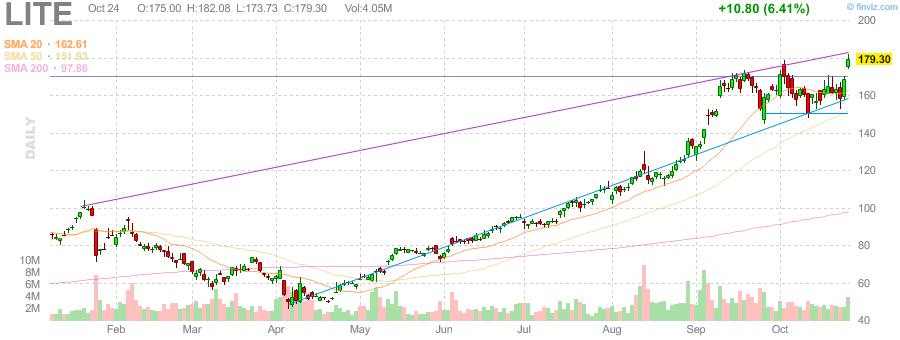 LITE Oct 24 O:175.00 H:182.08 L:173.73 C:179.30 Vol:4.05M +10.80 (6.41%) © finviz.com
SMA 20 · 162.61
SMA 50 · 151.93
SMA 200 · 97.86
DAILY
200
179.30
160
140
120
100
80
60
40
10M
8M
6M
4M
2M
Feb Mar Apr May Jun Jul Aug Sep Oct